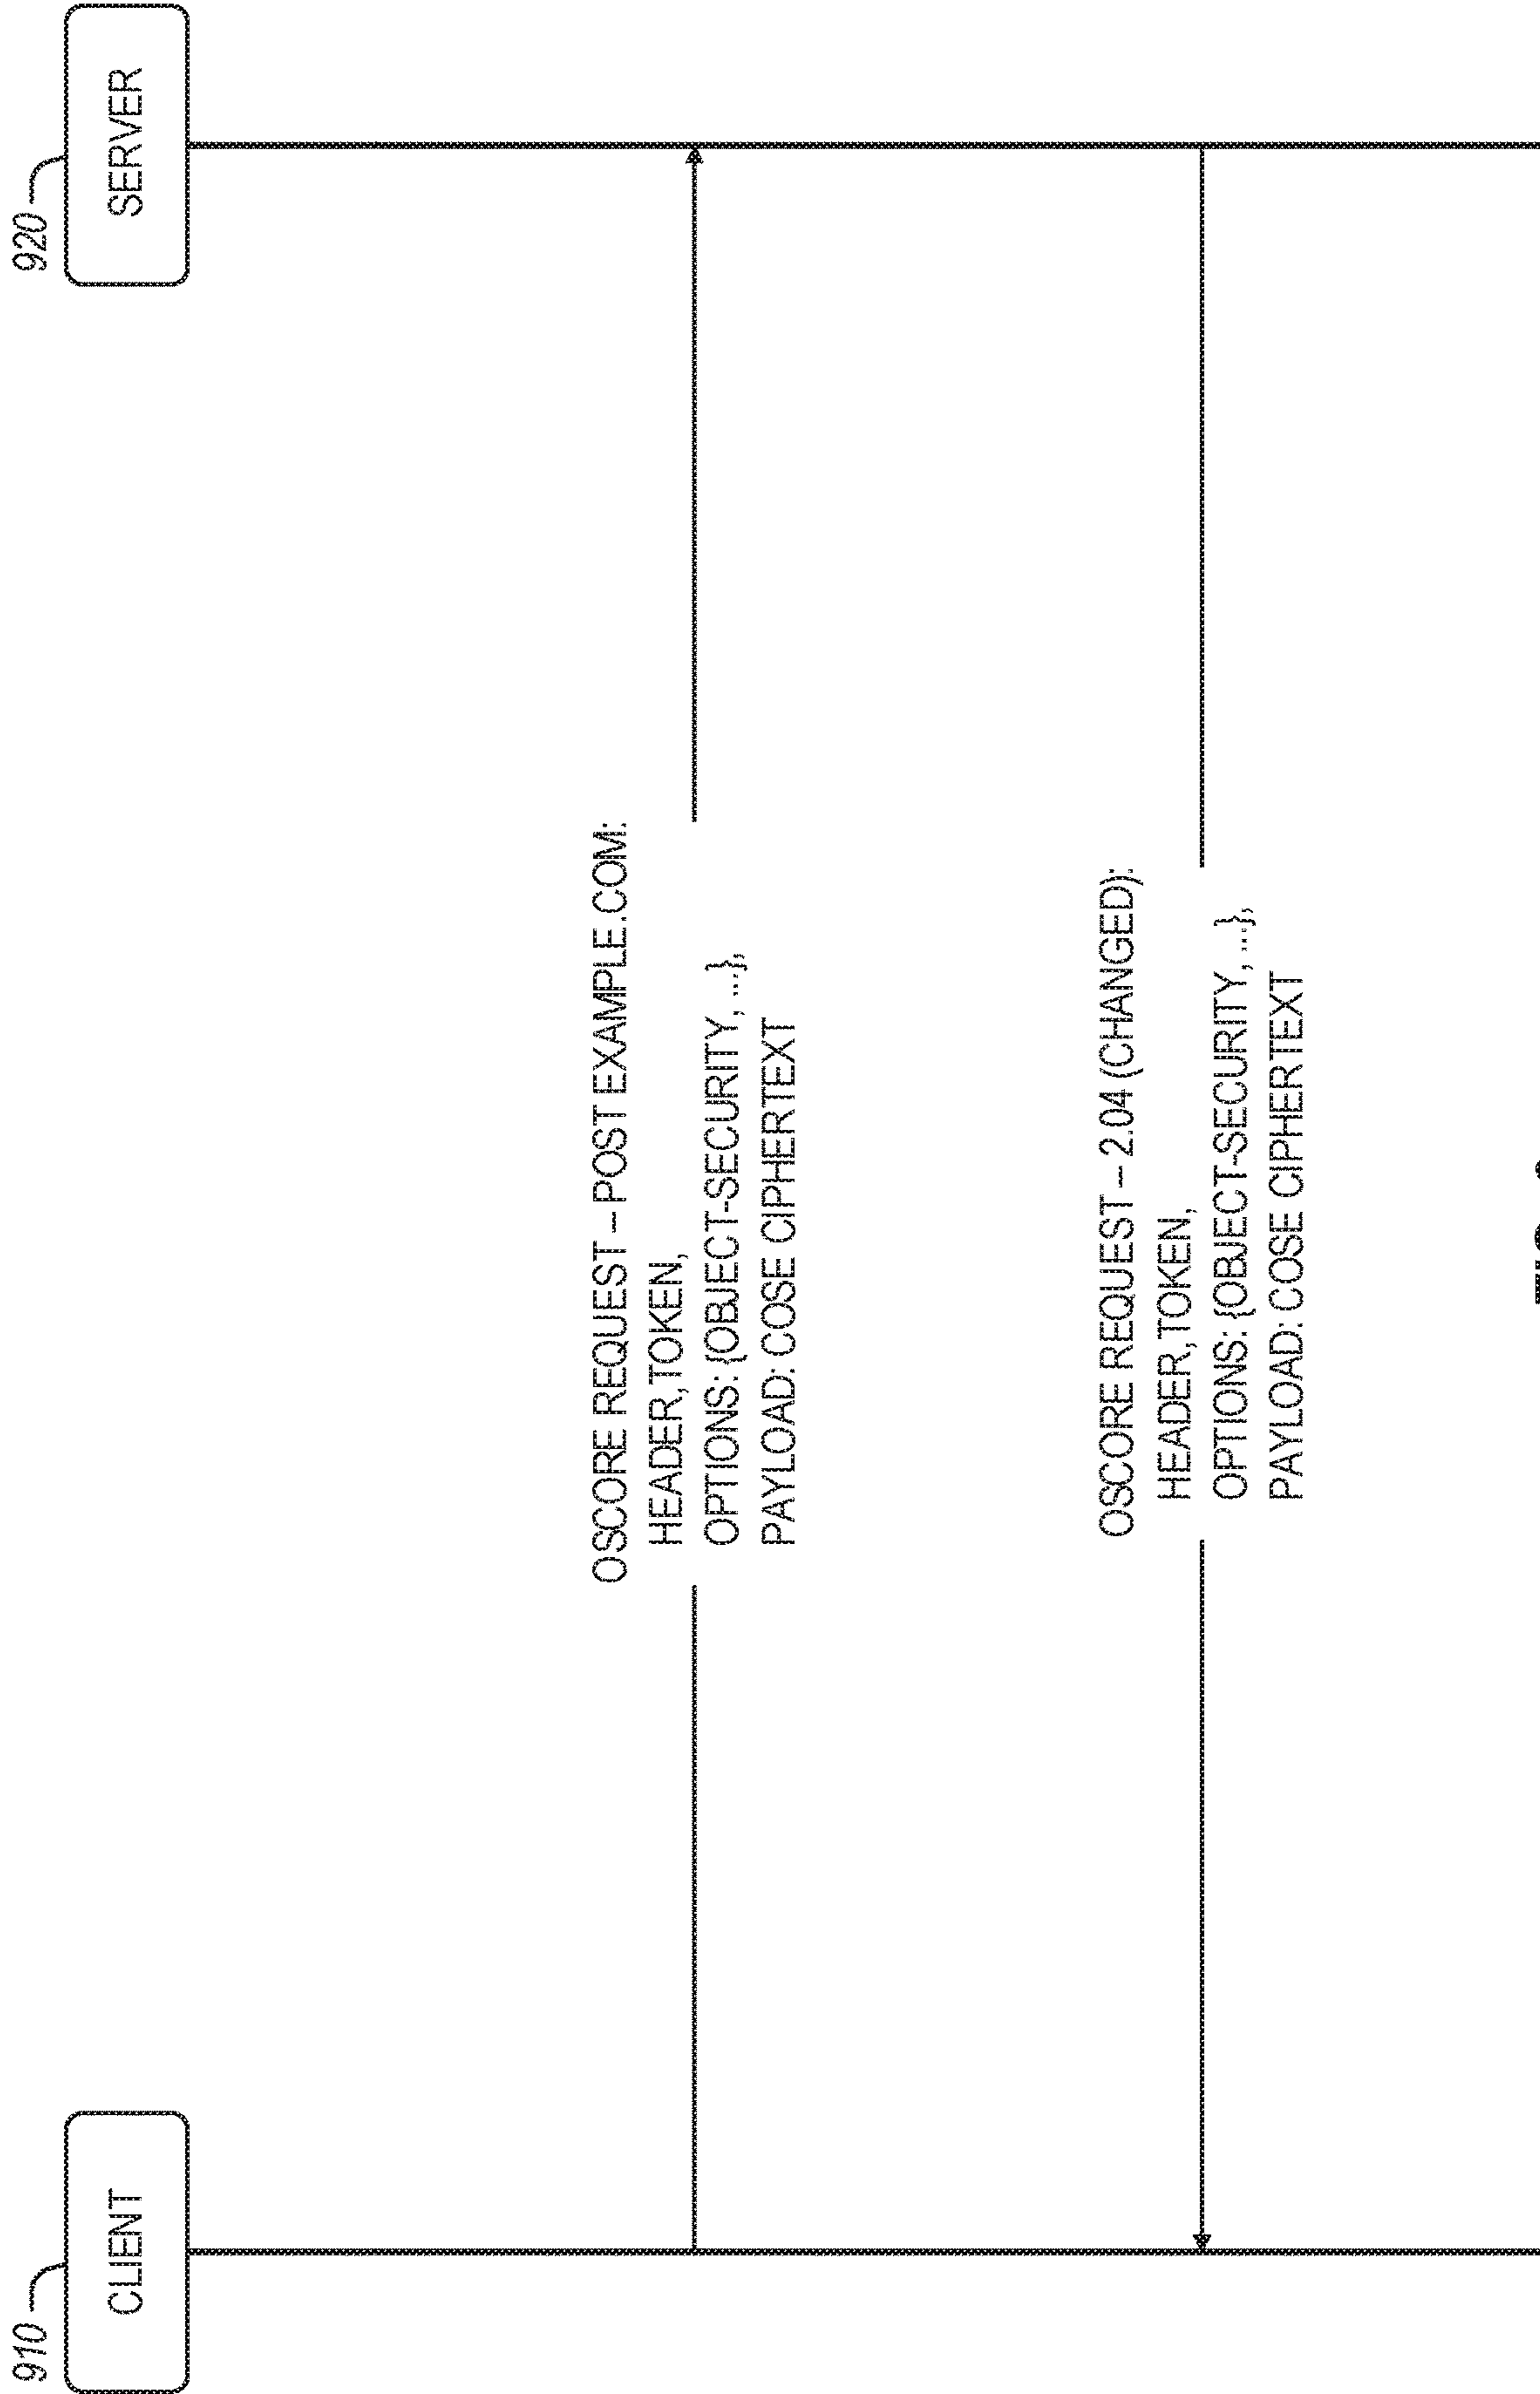 910
CLIENT
920
SERVER
OSCORE REQUEST -- POST EXAMPLE.COM:
HEADER,TOKEN,
OPTIONS: {OBJECT-SECURITY, ...},
PAYLOAD: COSE CIPHERTEXT
OSCORE REQUEST -- 2.04 (CHANGED):
HEADER,TOKEN,
OPTIONS: {OBJECT-SECURITY, ...},
PAYLOAD: COSE CIPHERTEXT